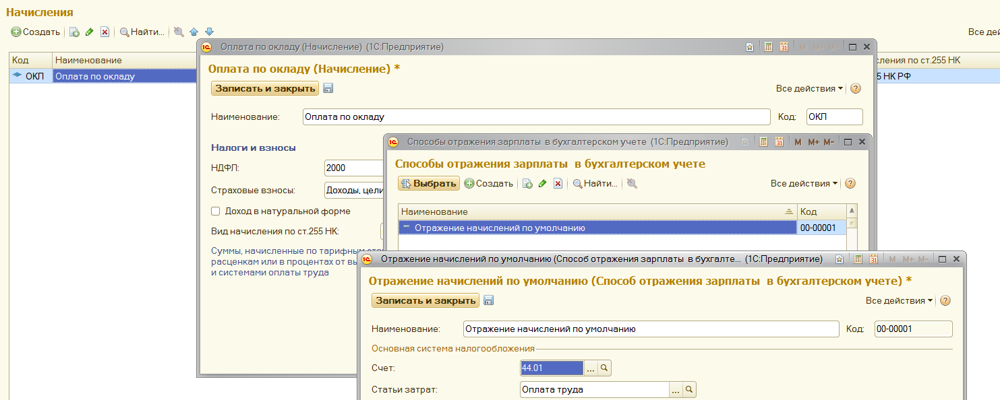 Начисления
Создать Найти... Все дей
Код Наименование
ОКЛ Оплата по окладу
сления по ст.255 НК
5 НК РФ
Оплата по окладу (Начисление) (1С:Предприятие) M M+ M-
Оплата по окладу (Начисление) *
Записать и закрыть Все действия ?
Наименование: Оплата по окладу Код: ОКЛ
Налоги и взносы
НДФЛ: 2000
Страховые взносы: Доходы, цели
Доход в натуральной форме
Вид начисления по ст.255 НК:
Суммы, начисленные по тарифным
расценкам или в процентах от вы
и системами оплаты труда
Способы отражения зарплаты в бухгалтерском учете (1С:Предприятие) M M+ M-
Способы отражения зарплаты в бухгалтерском учете
Выбрать Создать Найти... Все действия ?
Наименование Код
Отражение начислений по умолчанию 00-00001
Отражение начислений по умолчанию (Способ отражения зарплаты в бухгалте... (1С:Предприятие) M M+ M-
Отражение начислений по умолчанию (Способ отражения зарплаты в бухгалтерском учете) *
Записать и закрыть Все действия ?
Наименование: Отражение начислений по умолчанию Код: 00-00001
Основная система налогообложения
Счет: 44.01 ...
Статьи затрат: Оплата труда ...